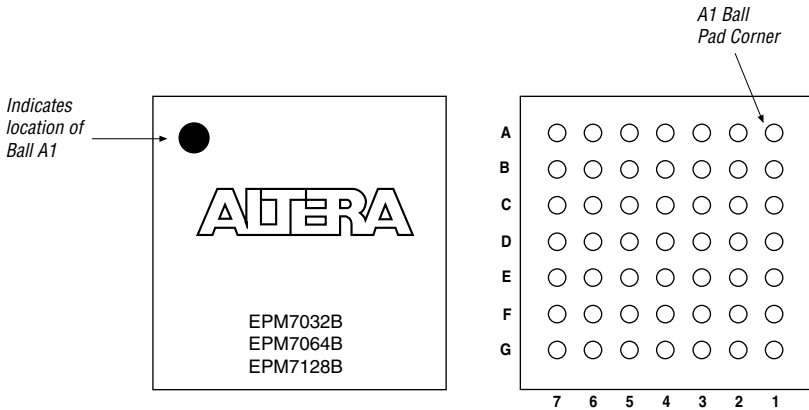 A1 Ball
Pad Corner
Indicates
location of
Ball A1
ALTERA
EPM7032B
EPM7064B
EPM7128B
A
B
C
D
E
F
G
7 6 5 4 3 2 1